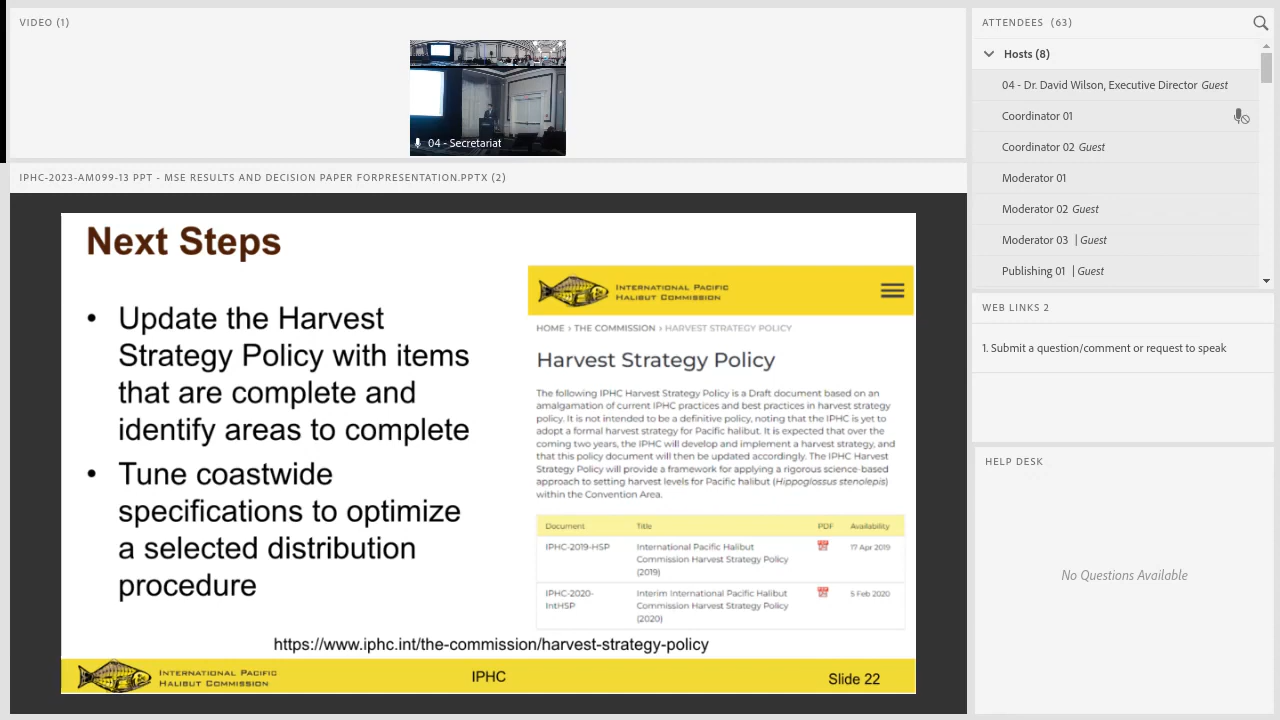 VIDEO (1)
04 - Secretariat
IPHC-2023-AM099-13 PPT - MSE RESULTS AND DECISION PAPER FORPRESENTATION.PPTX (2)
Next Steps
• Update the Harvest
Strategy Policy with items
that are complete and
identify areas to complete
• Tune coastwide
specifications to optimize
a selected distribution
procedure
INTERNATIONAL PACIFIC
HALIBUT COMMISSION
HOME › THE COMMISSION › HARVEST STRATEGY POLICY
Harvest Strategy Policy
The following IPHC Harvest Strategy Policy is a Draft document based on an
amalgamation of current IPHC practices and best practices in harvest strategy
policy. It is not intended to be a definitive policy, noting that the IPHC is yet to
adopt a formal harvest strategy for Pacific halibut. It is expected that over the
coming two years, the IPHC will develop and implement a harvest strategy, and
that this policy document will then be updated accordingly. The IPHC Harvest
Strategy Policy will provide a framework for applying a rigorous science-based
approach to setting harvest levels for Pacific halibut (Hippoglossus stenolepis)
within the Convention Area.
Document Title PDF Availability
IPHC-2019-HSP International Pacific Halibut 17 Apr 2019
Commission Harvest Strategy Policy
(2019)
IPHC-2020- Interim International Pacific Halibut 5 Feb 2020
IntHSP Commission Harvest Strategy Policy
(2020)
https://www.iphc.int/the-commission/harvest-strategy-policy
INTERNATIONAL PACIFIC
HALIBUT COMMISSION
IPHC
Slide 22
ATTENDEES (63)
Hosts (8)
04 - Dr. David Wilson, Executive Director Guest
Coordinator 01
Coordinator 02 Guest
Moderator 01
Moderator 02 Guest
Moderator 03 | Guest
Publishing 01 | Guest
WEB LINKS 2
1. Submit a question/comment or request to speak
HELP DESK
No Questions Available